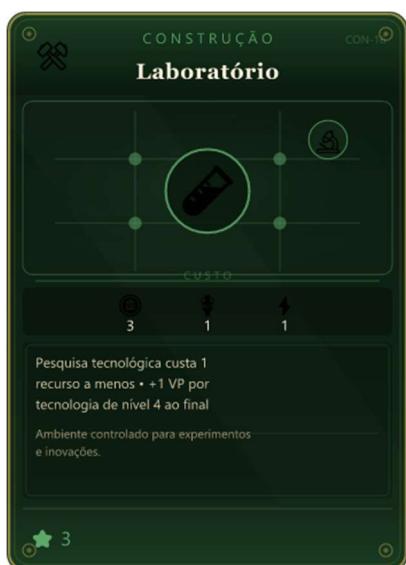 CONSTRUÇÃO
Laboratório
CUSTO
3 1 1
Pesquisa tecnológica custa 1
recurso a menos • +1 VP por
tecnologia de nível 4 ao final
Ambiente controlado para experimentos
e inovações.
3